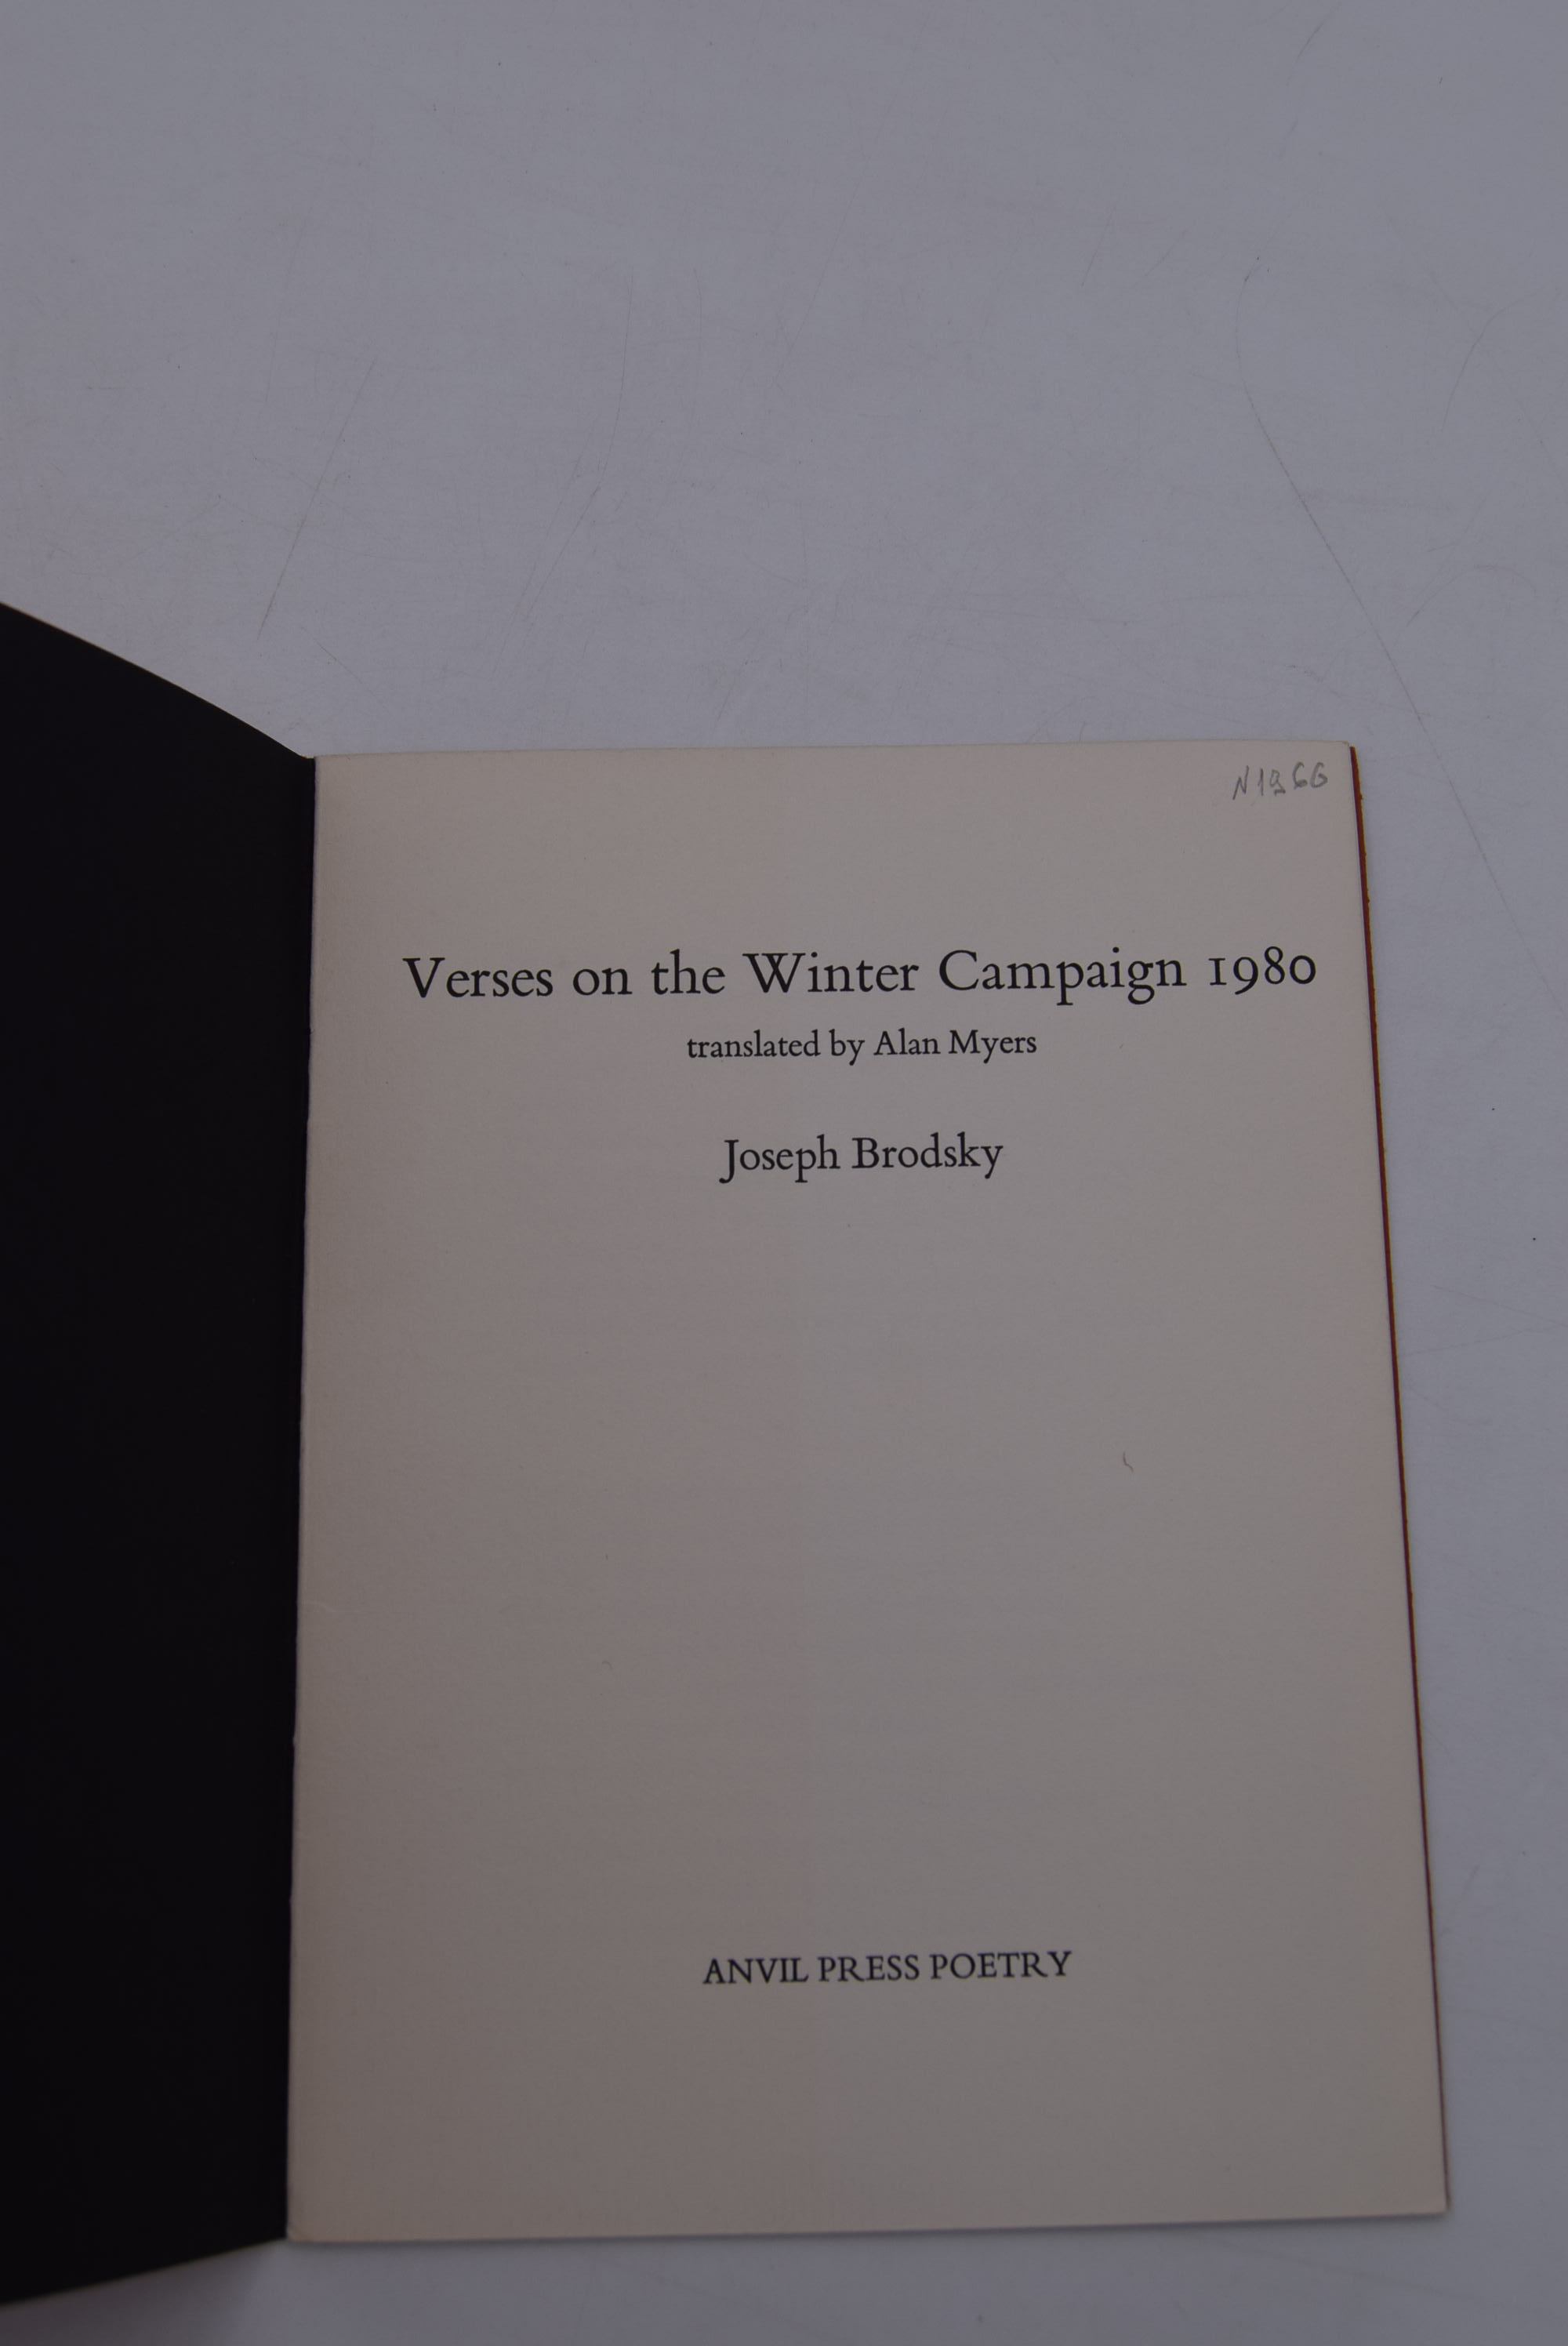 N1966
Verses on the Winter Campaign 1980
translated by Alan Myers
Joseph Brodsky
ANVIL PRESS POETRY